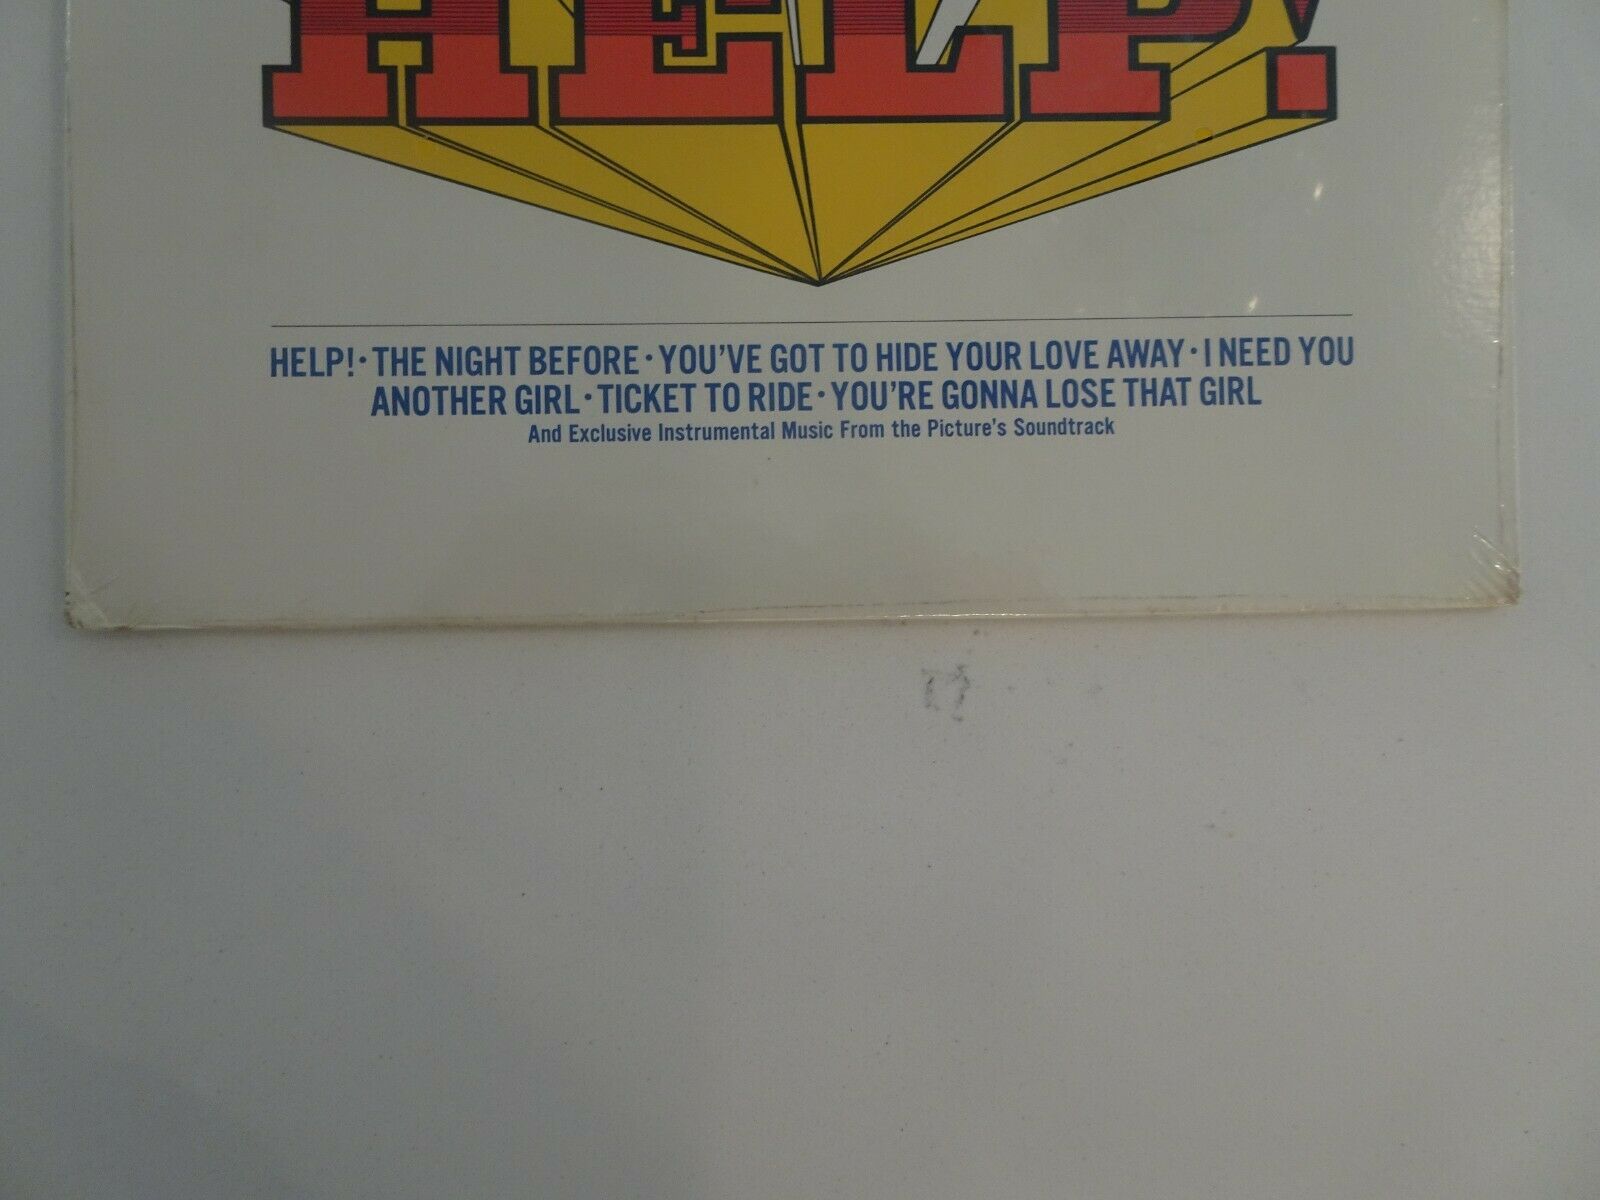 HELP!
HELP! · THE NIGHT BEFORE · YOU'VE GOT TO HIDE YOUR LOVE AWAY · I NEED YOU
ANOTHER GIRL · TICKET TO RIDE · YOU'RE GONNA LOSE THAT GIRL
And Exclusive Instrumental Music From the Picture's Soundtrack